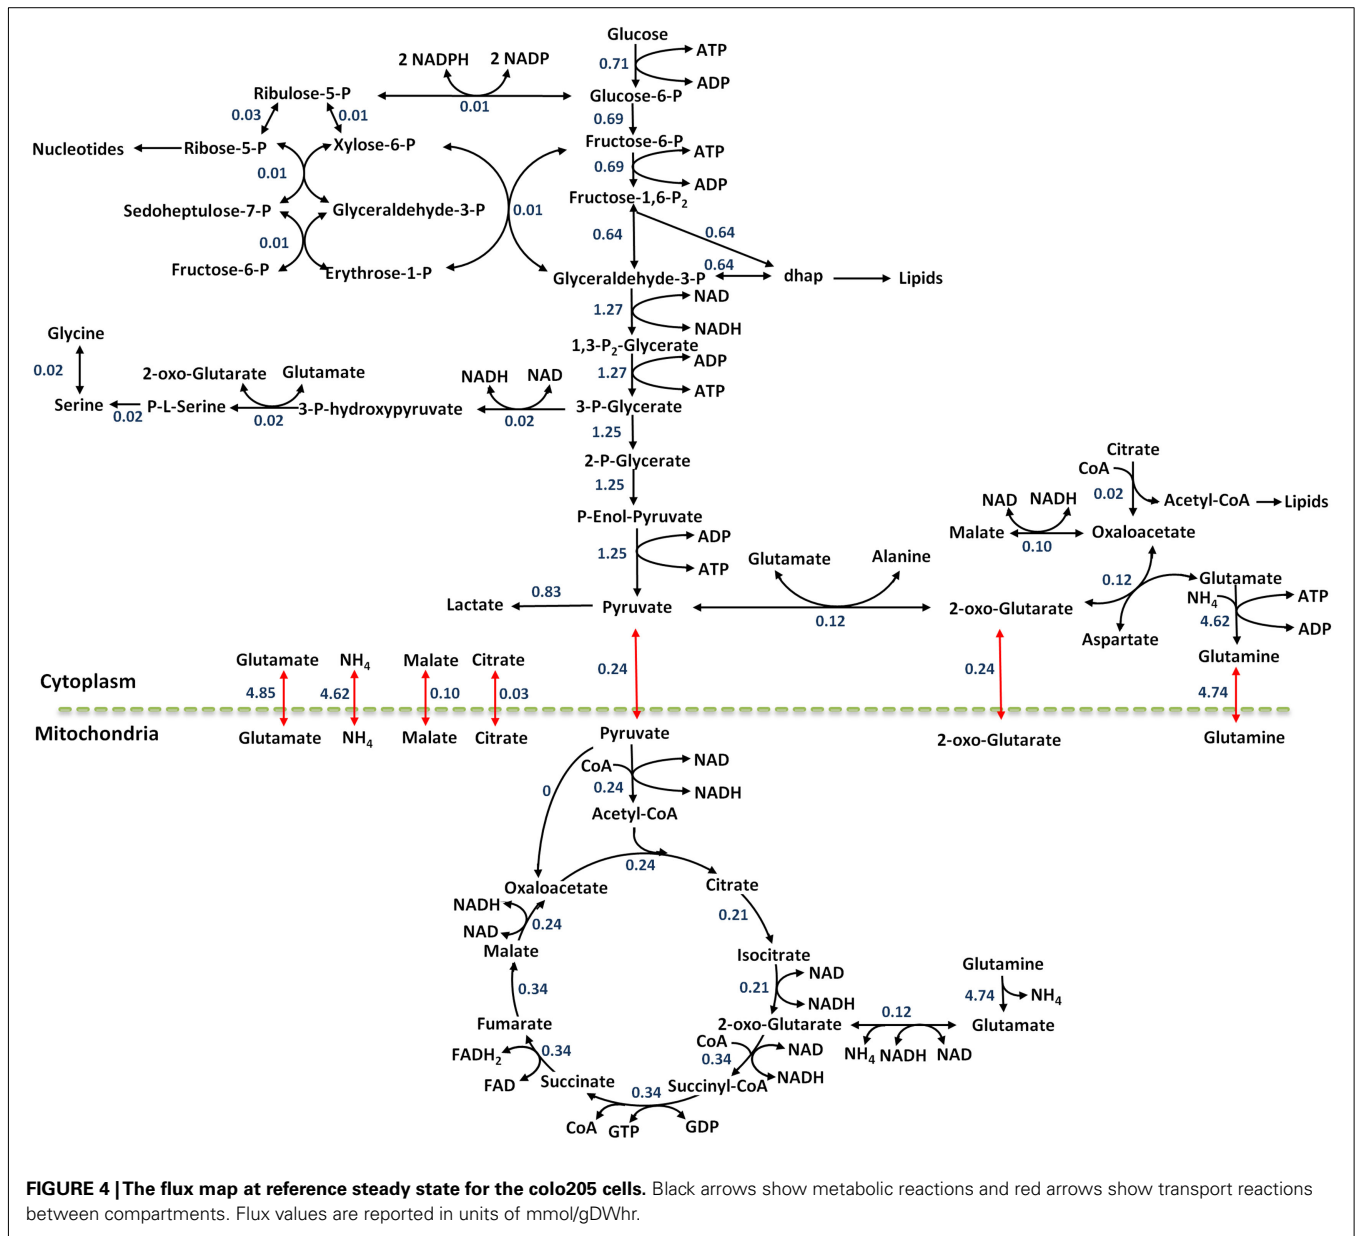 Glucose
ATP
0.71
ADP
2 NADPH
2 NADP
Ribulose-5-P
0.01
Glucose-6-P
0.03
0.01
0.69
Nucleotides
Ribose-5-P
Xylose-6-P
Fructose-6-P
ATP
0.01
0.69
ADP
Fructose-1,6-P2
Sedoheptulose-7-P
Glyceraldehyde-3-P
0.01
0.01
0.64
0.64
Fructose-6-P
Erythrose-1-P
0.64
Glyceraldehyde-3-P
dhap
Lipids
NAD
1.27
NADH
Glycine
1,3-P2-Glycerate
ADP
0.02
2-oxo-Glutarate
Glutamate
NADH
NAD
1.27
ATP
Serine
0.02
P-L-Serine
0.02
3-P-hydroxypyruvate
0.02
3-P-Glycerate
1.25
2-P-Glycerate
1.25
P-Enol-Pyruvate
ADP
1.25
ATP
Citrate
CoA
0.02
Acetyl-CoA
Lipids
NAD
NADH
Malate
0.10
Oxaloacetate
Glutamate
Alanine
0.12
Glutamate
NH4
ATP
Lactate
0.83
Pyruvate
0.12
2-oxo-Glutarate
4.62
ADP
Aspartate
Glutamine
Glutamate
NH4
Malate
Citrate
Cytoplasm
4.85
4.62
0.10
0.03
0.24
0.24
4.74
Mitochondria
Glutamate
NH4
Malate
Citrate
Pyruvate
2-oxo-Glutarate
Glutamine
CoA
NAD
0
0.24
NADH
Acetyl-CoA
0.24
Oxaloacetate
Citrate
NADH
0.24
0.21
NAD
Malate
Isocitrate
NAD
Glutamine
0.34
0.21
NADH
4.74
NH4
Fumarate
2-oxo-Glutarate
0.12
Glutamate
FADH2
0.34
CoA
0.34
NAD
NH4
NADH
NAD
FAD
Succinate
0.34
Succinyl-CoA
NADH
CoA
GTP
GDP
FIGURE 4 | The flux map at reference steady state for the colo205 cells. Black arrows show metabolic reactions and red arrows show transport reactions
between compartments. Flux values are reported in units of mmol/gDWhr.